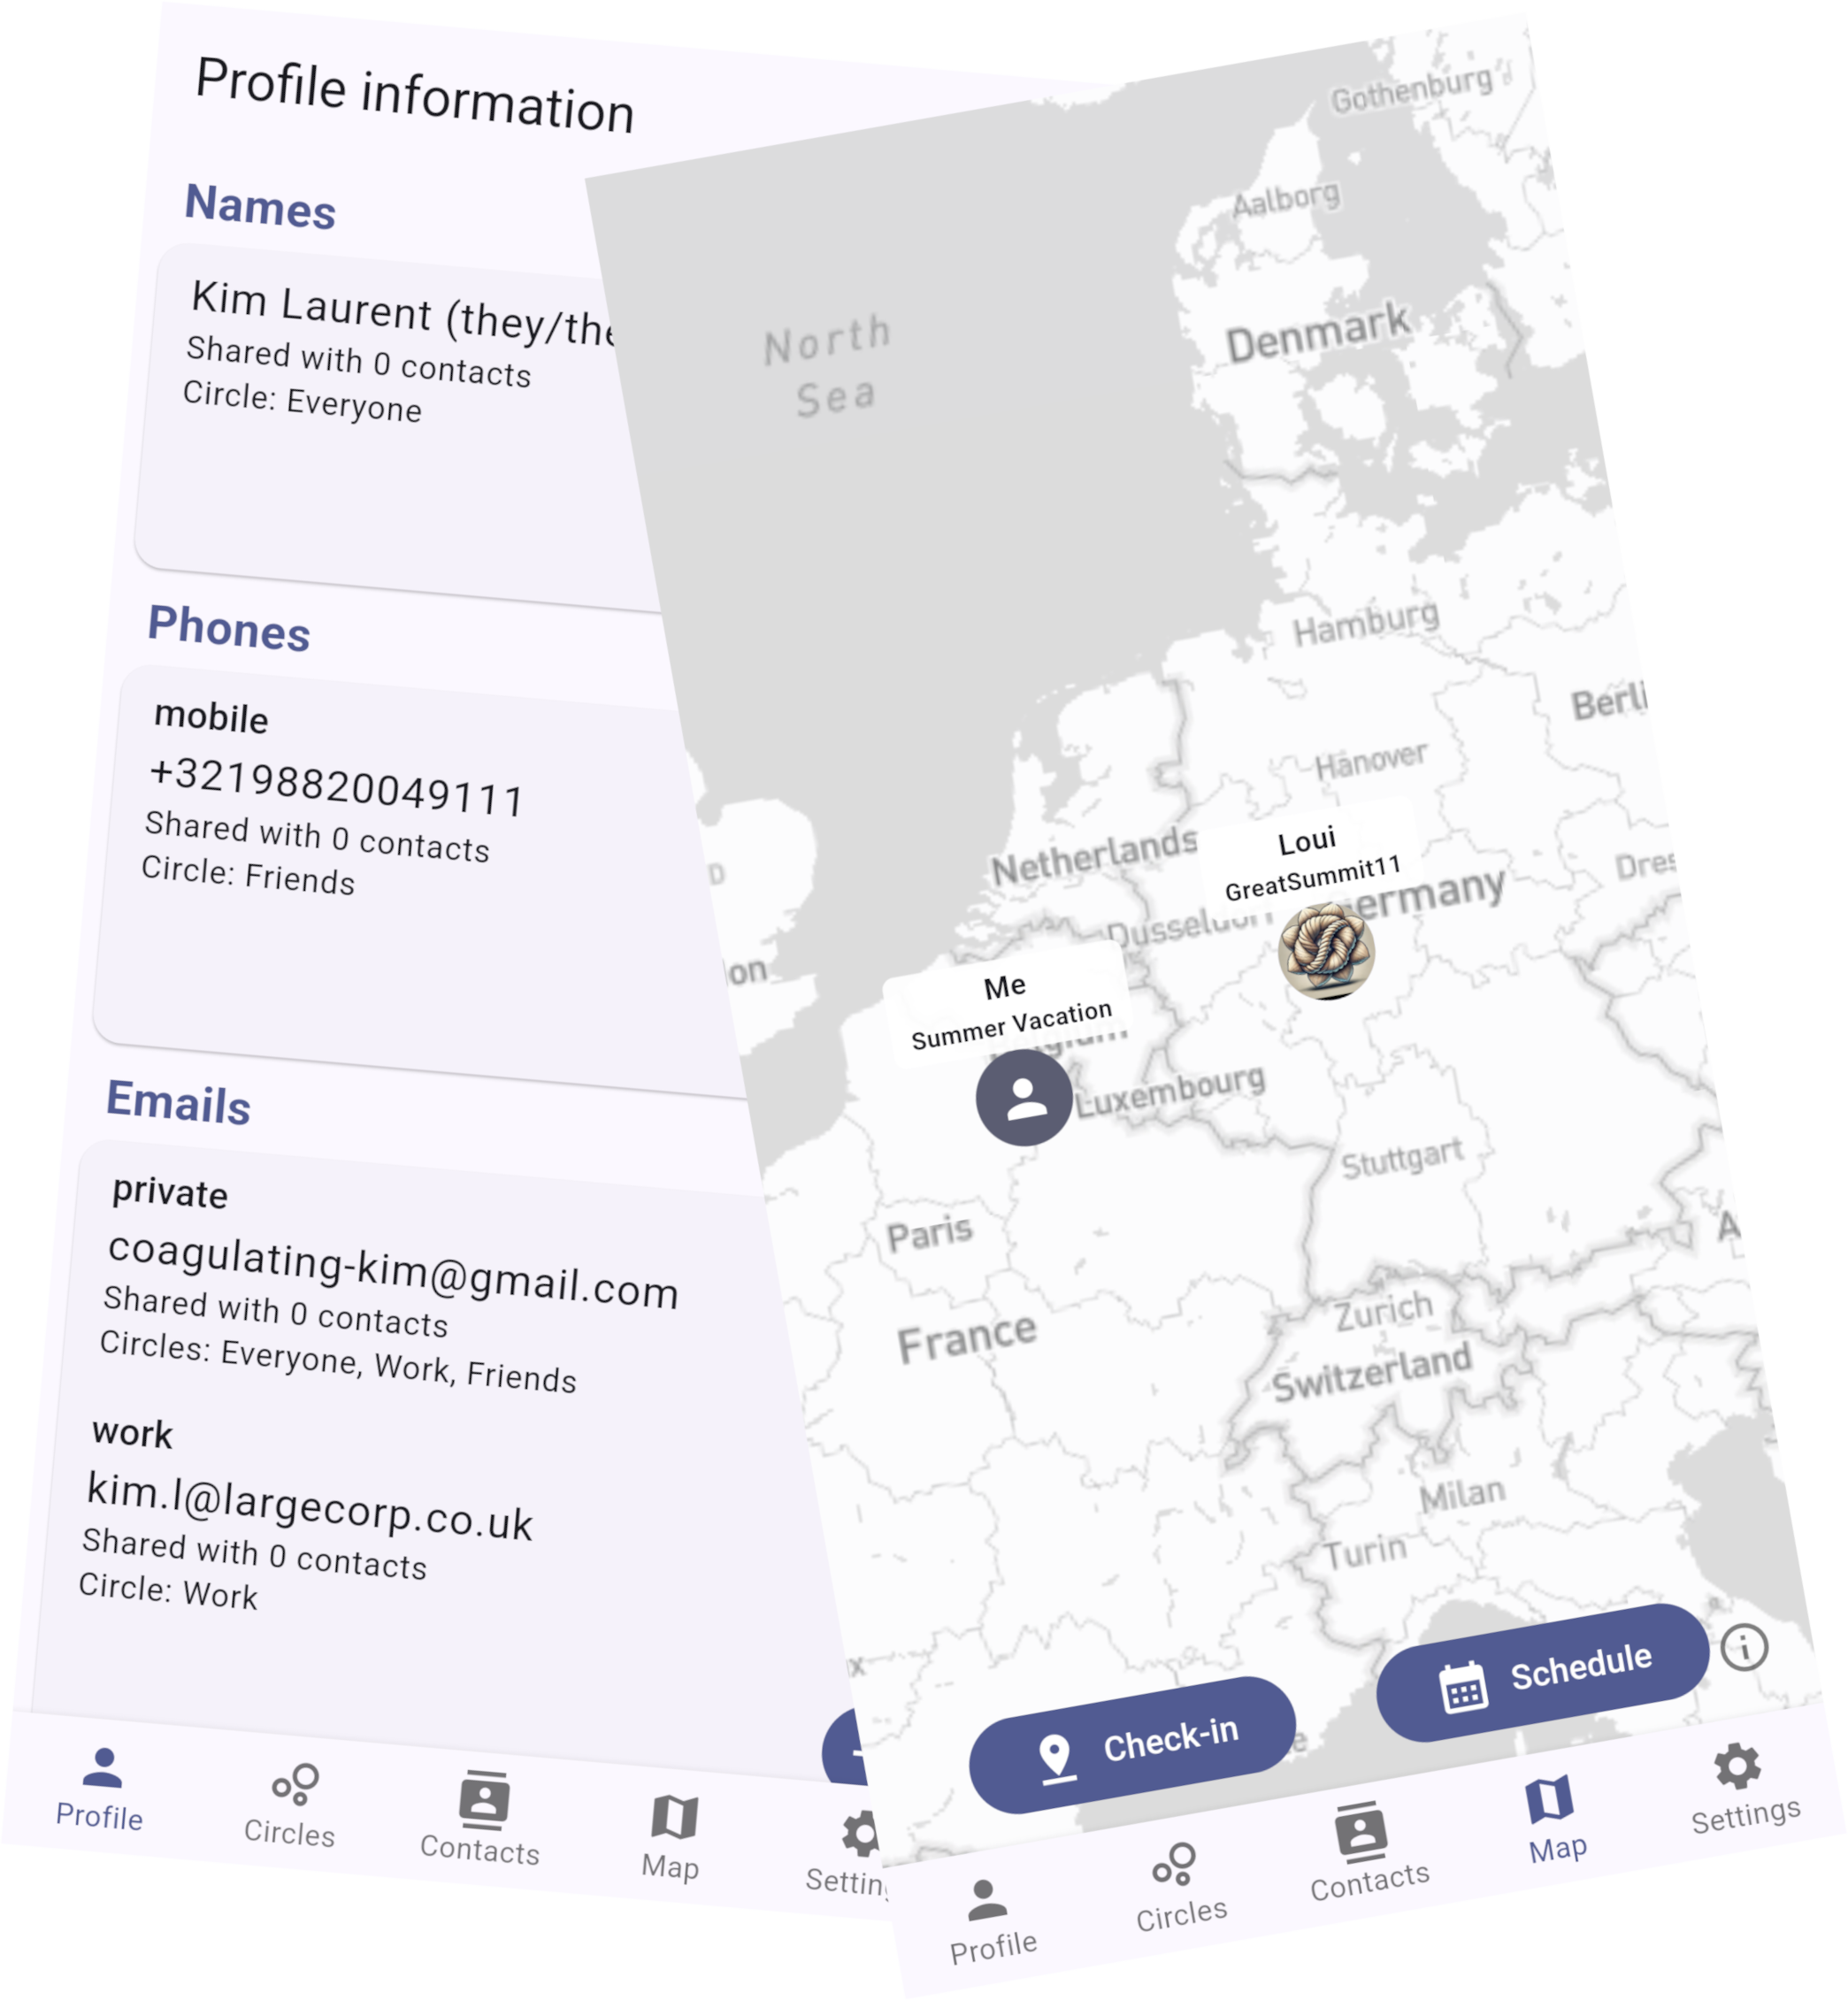 Profile information
Names
Kim Laurent (they/the
Shared with 0 contacts
Circle: Everyone
Phones
mobile
+32198820049111
Shared with 0 contacts
Circle: Friends
Emails
private
coagulating-kim@gmail.com
Shared with 0 contacts
Circles: Everyone, Work, Friends
work
kim.l@largecorp.co.uk
Shared with 0 contacts
Circle: Work
Profile
Circles
Contacts
Map
Setting
Gothenburg
Aalborg
North
Sea
Denmark
Hamburg
Berli
Hanover
Netherlands
Loui
GreatSummit11
Dres
ermany
Dusseldorf
on
Me
Summer Vacation
Luxembourg
Stuttgart
Paris
A
Zurich
France
Switzerland
Milan
Turin
x
Schedule
Check-in
e
Profile
Circles
Contacts
Map
Settings